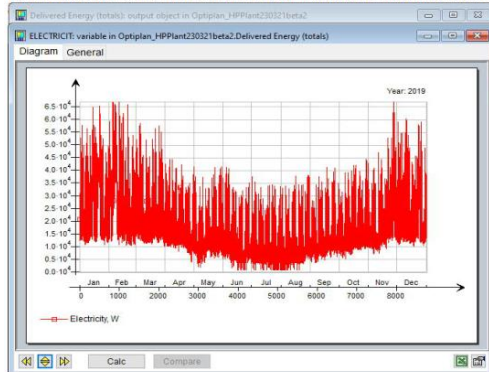 Delivered Energy (totals): output object in Optiplan_HPPlant230321beta2
ELECTRICIT: variable in Optiplan_HPPlant230321beta2.Delivered Energy (totals)
Diagram General
Year: 2019
6.5·10⁴
6.0·10⁴
5.5·10⁴
5.0·10⁴
4.5·10⁴
4.0·10⁴
3.5·10⁴
3.0·10⁴
2.5·10⁴
2.0·10⁴
1.5·10⁴
1.0·10⁴
0.5·10⁴
0.0·10⁴
Jan Feb Mar Apr May Jun Jul Aug Sep Oct Nov Dec
0 1000 2000 3000 4000 5000 6000 7000 8000
Electricity, W
Calc Compare